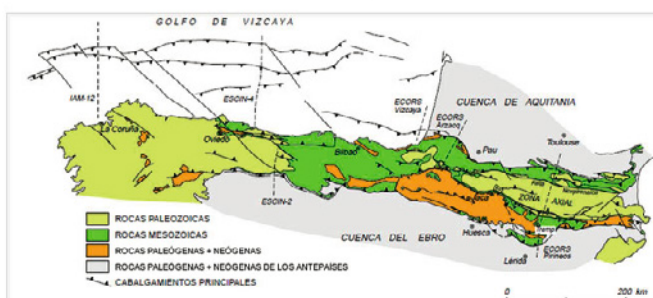 GOLFO DE VIZCAYA
IAM-12
ESCIN-4
ECORS
Vizcaya
ECORS
Arzacq
CUENCA DE AQUITANIA
La Coruña
Oviedo
Bilbao
Pau
Toulouse
ESCIN-2
ZONA
AXIAL
Jaca
Huesca
Tremp
ECORS
Pirineos
Lérida
CUENCA DEL EBRO
ROCAS PALEOZOICAS
ROCAS MESOZOICAS
ROCAS PALEÓGENAS + NEÓGENAS
ROCAS PALEÓGENAS + NEÓGENAS DE LOS ANTEPAÍSES
CABALGAMIENTOS PRINCIPALES
0 200 km